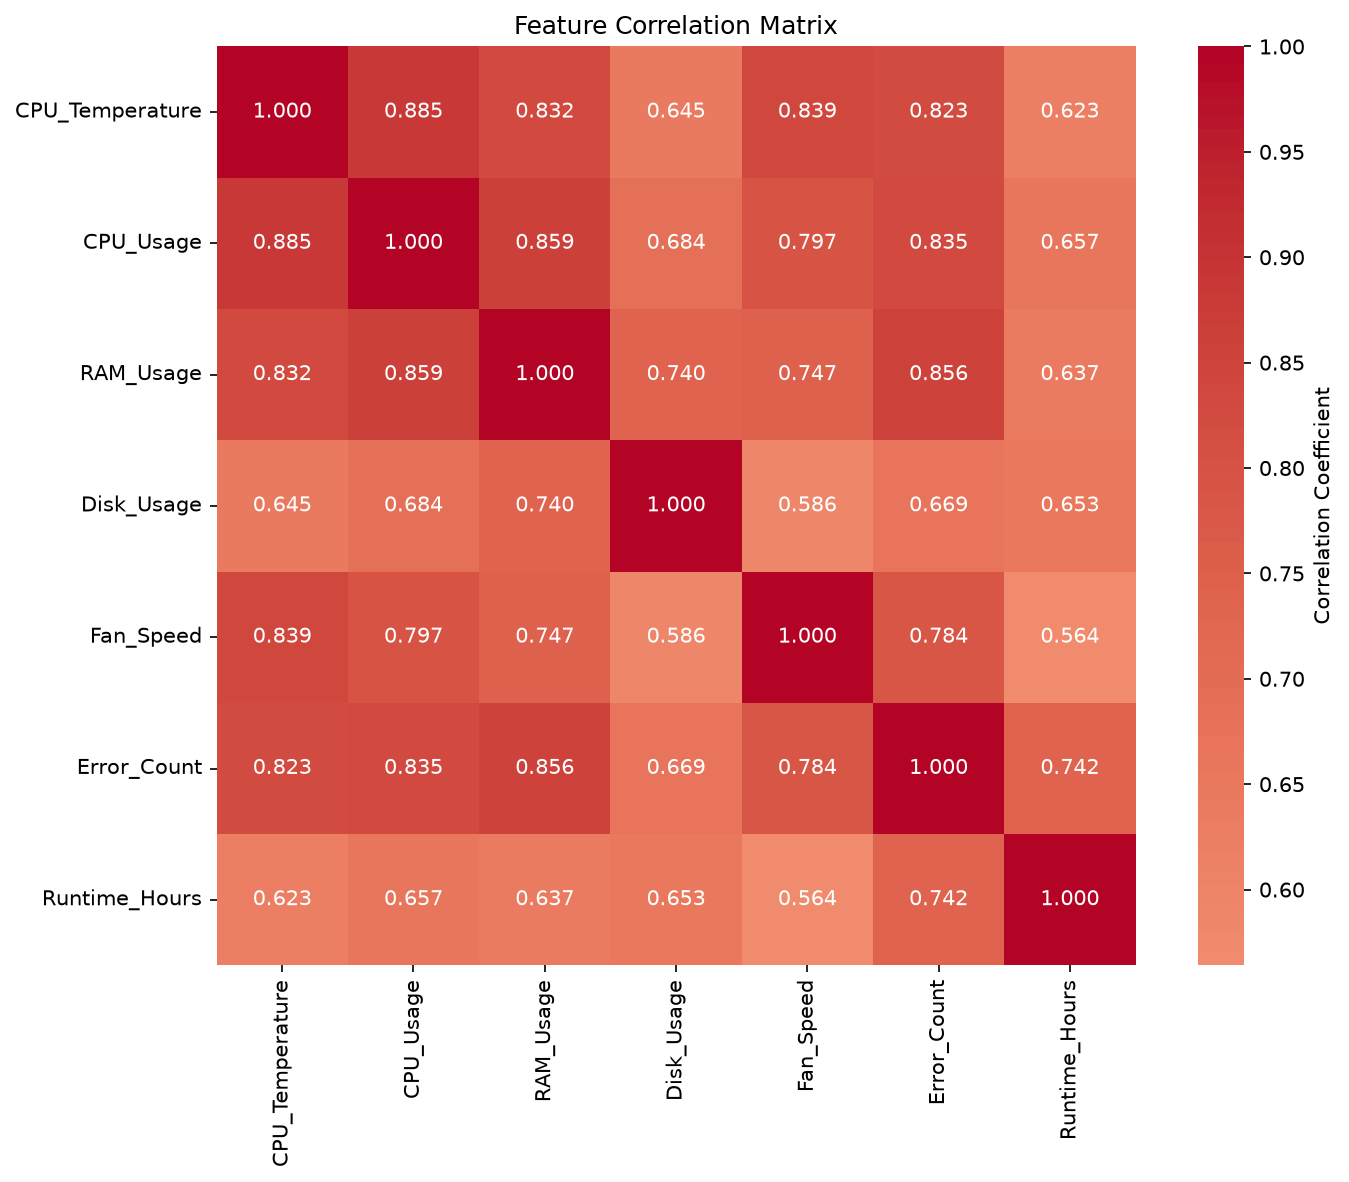 Feature Correlation Matrix
CPU_Temperature 1.000 0.885 0.832 0.645 0.839 0.823 0.623
CPU_Usage 0.885 1.000 0.859 0.684 0.797 0.835 0.657
RAM_Usage 0.832 0.859 1.000 0.740 0.747 0.856 0.637
Disk_Usage 0.645 0.684 0.740 1.000 0.586 0.669 0.653
Fan_Speed 0.839 0.797 0.747 0.586 1.000 0.784 0.564
Error_Count 0.823 0.835 0.856 0.669 0.784 1.000 0.742
Runtime_Hours 0.623 0.657 0.637 0.653 0.564 0.742 1.000
CPU_Temperature
CPU_Usage
RAM_Usage
Disk_Usage
Fan_Speed
Error_Count
Runtime_Hours
1.00
0.95
0.90
0.85
0.80
0.75
0.70
0.65
0.60
Correlation Coefficient